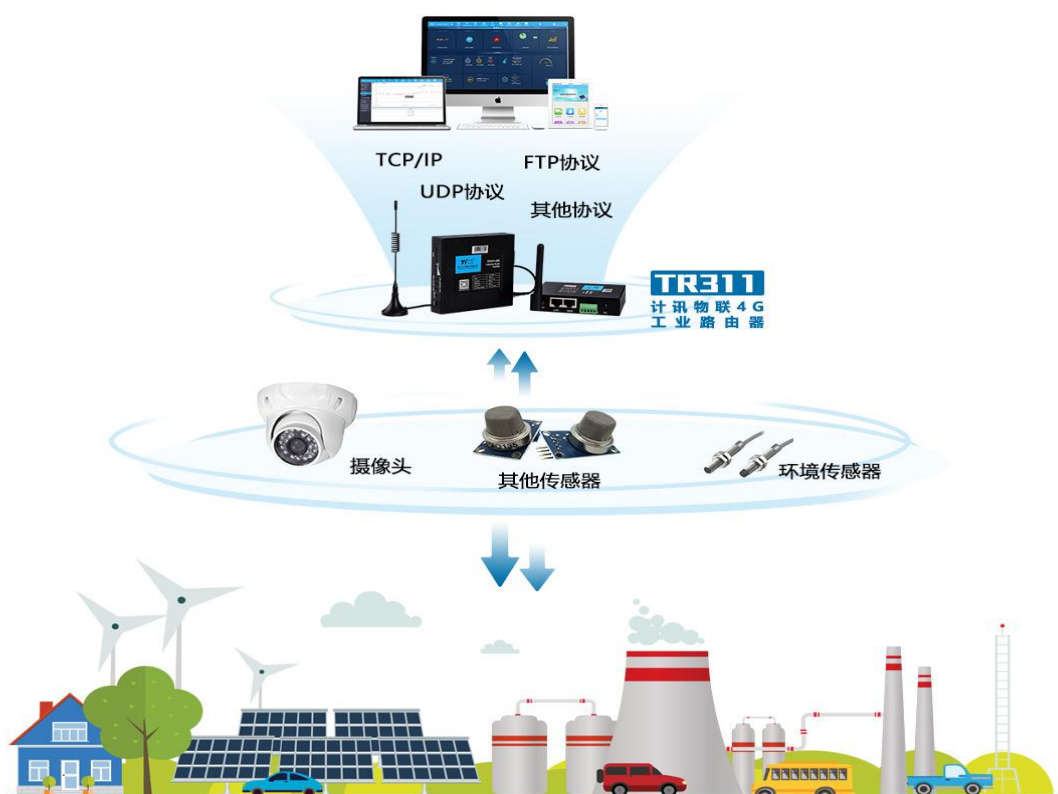 TCP/IP
FTP协议
UDP协议
其他协议
TR311
计讯物联4G
工业路由器
摄像头
其他传感器
环境传感器